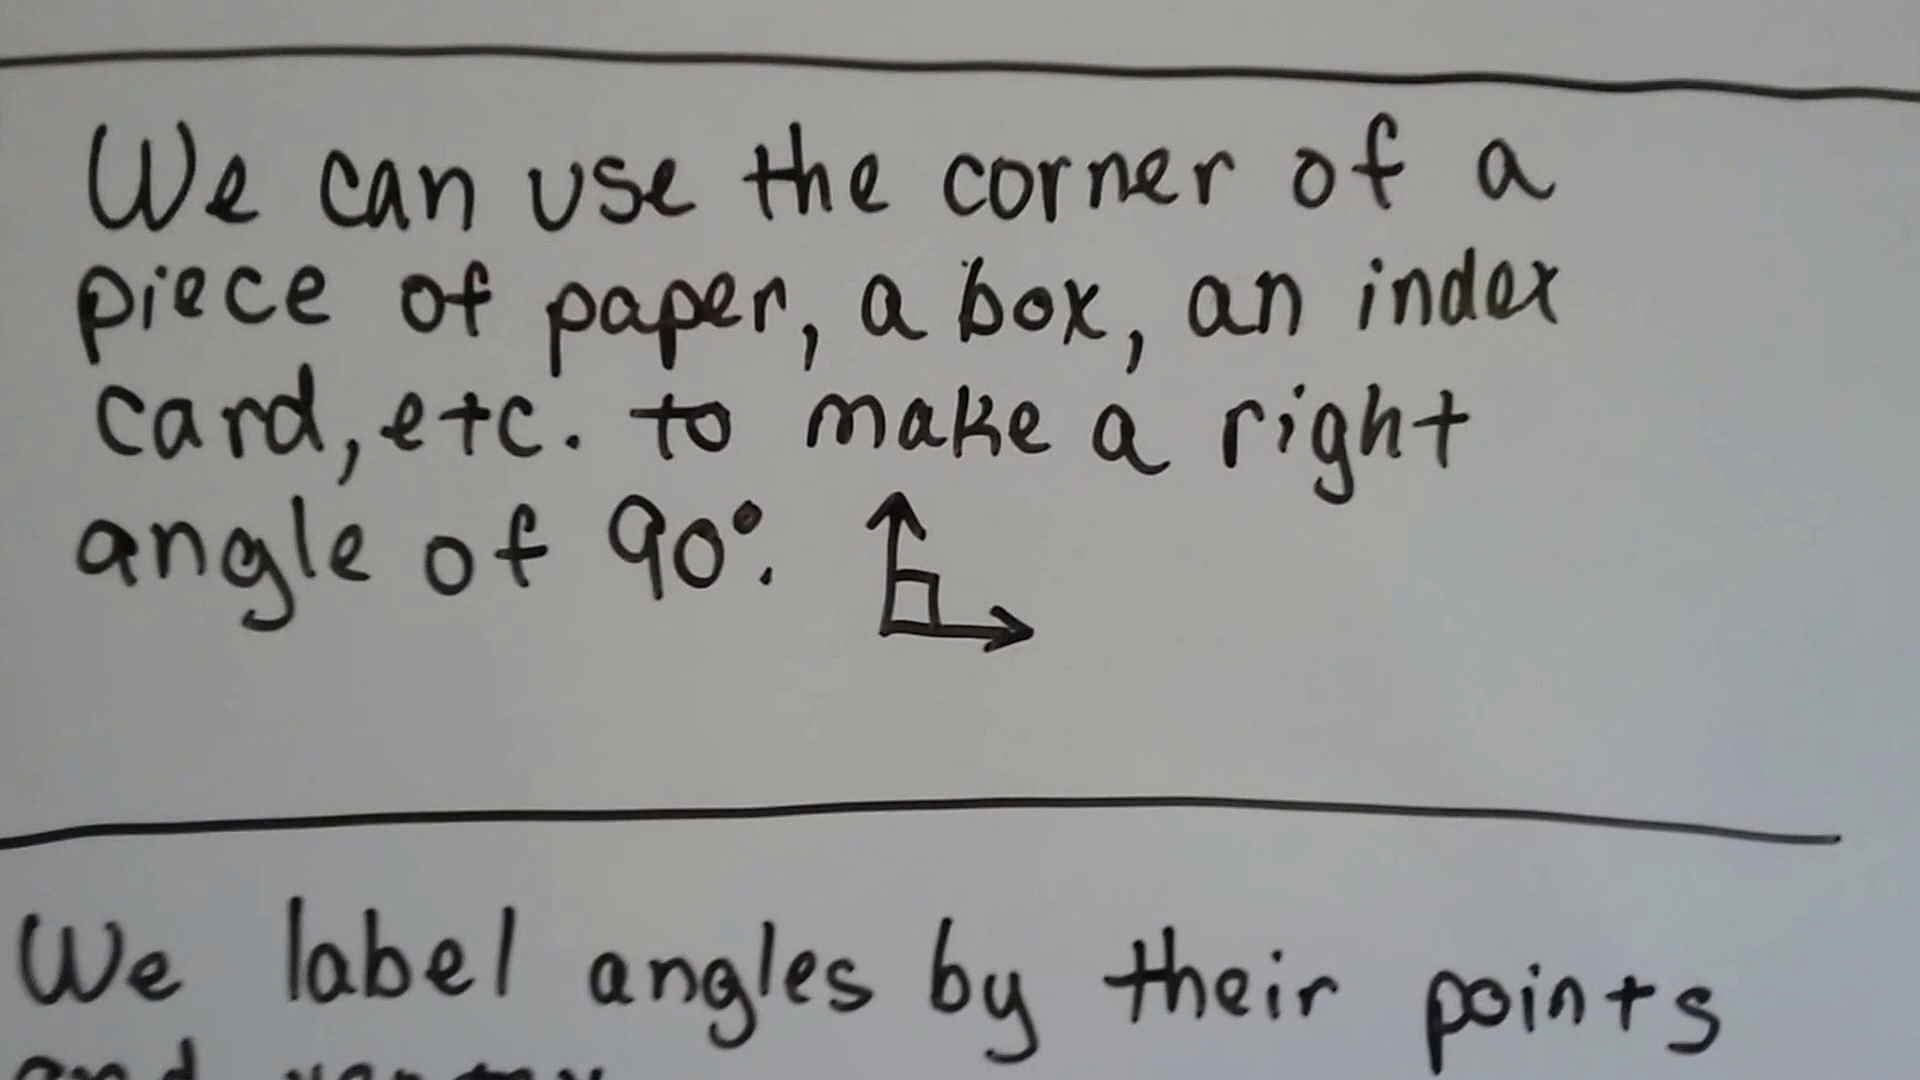 We can use the corner of a
piece of paper, a box, an index
card, etc. to make a right
angle of 90°.
We label angles by their points
and